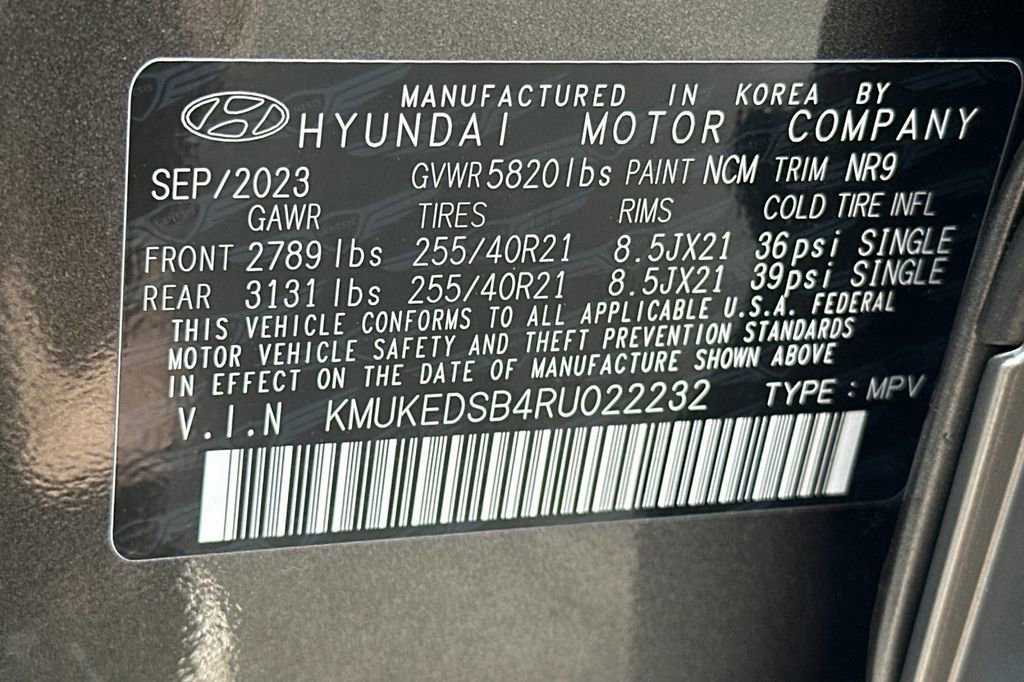 MANUFACTURED IN KOREA BY
HYUNDAI MOTOR COMPANY
SEP/2023 GVWR 5820 lbs PAINT NCM TRIM NR9
GAWR TIRES RIMS COLD TIRE INFL
FRONT 2789 lbs 255/40R21 8.5JX21 36psi SINGLE
REAR 3131 lbs 255/40R21 8.5JX21 39psi SINGLE
THIS VEHICLE CONFORMS TO ALL APPLICABLE U.S.A. FEDERAL
MOTOR VEHICLE SAFETY AND THEFT PREVENTION STANDARDS
IN EFFECT ON THE DATE OF MANUFACTURE SHOWN ABOVE
V.I.N KMUKEDSB4RU022232 TYPE : MPV